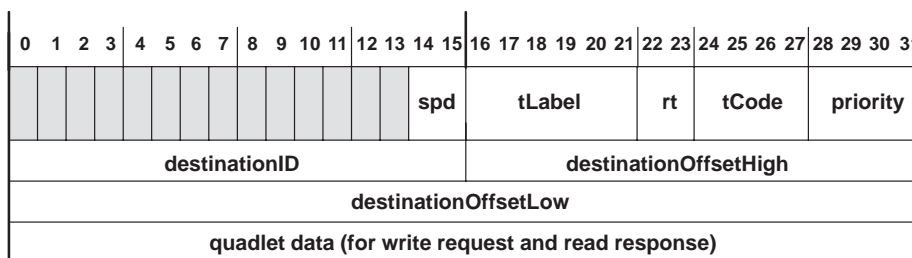 0 1 2 3 4 5 6 7 8 9 10 11 12 13 14 15 16 17 18 19 20 21 22 23 24 25 26 27 28 29 30 31
spd tLabel rt tCode priority
destinationID destinationOffsetHigh
destinationOffsetLow
quadlet data (for write request and read response)